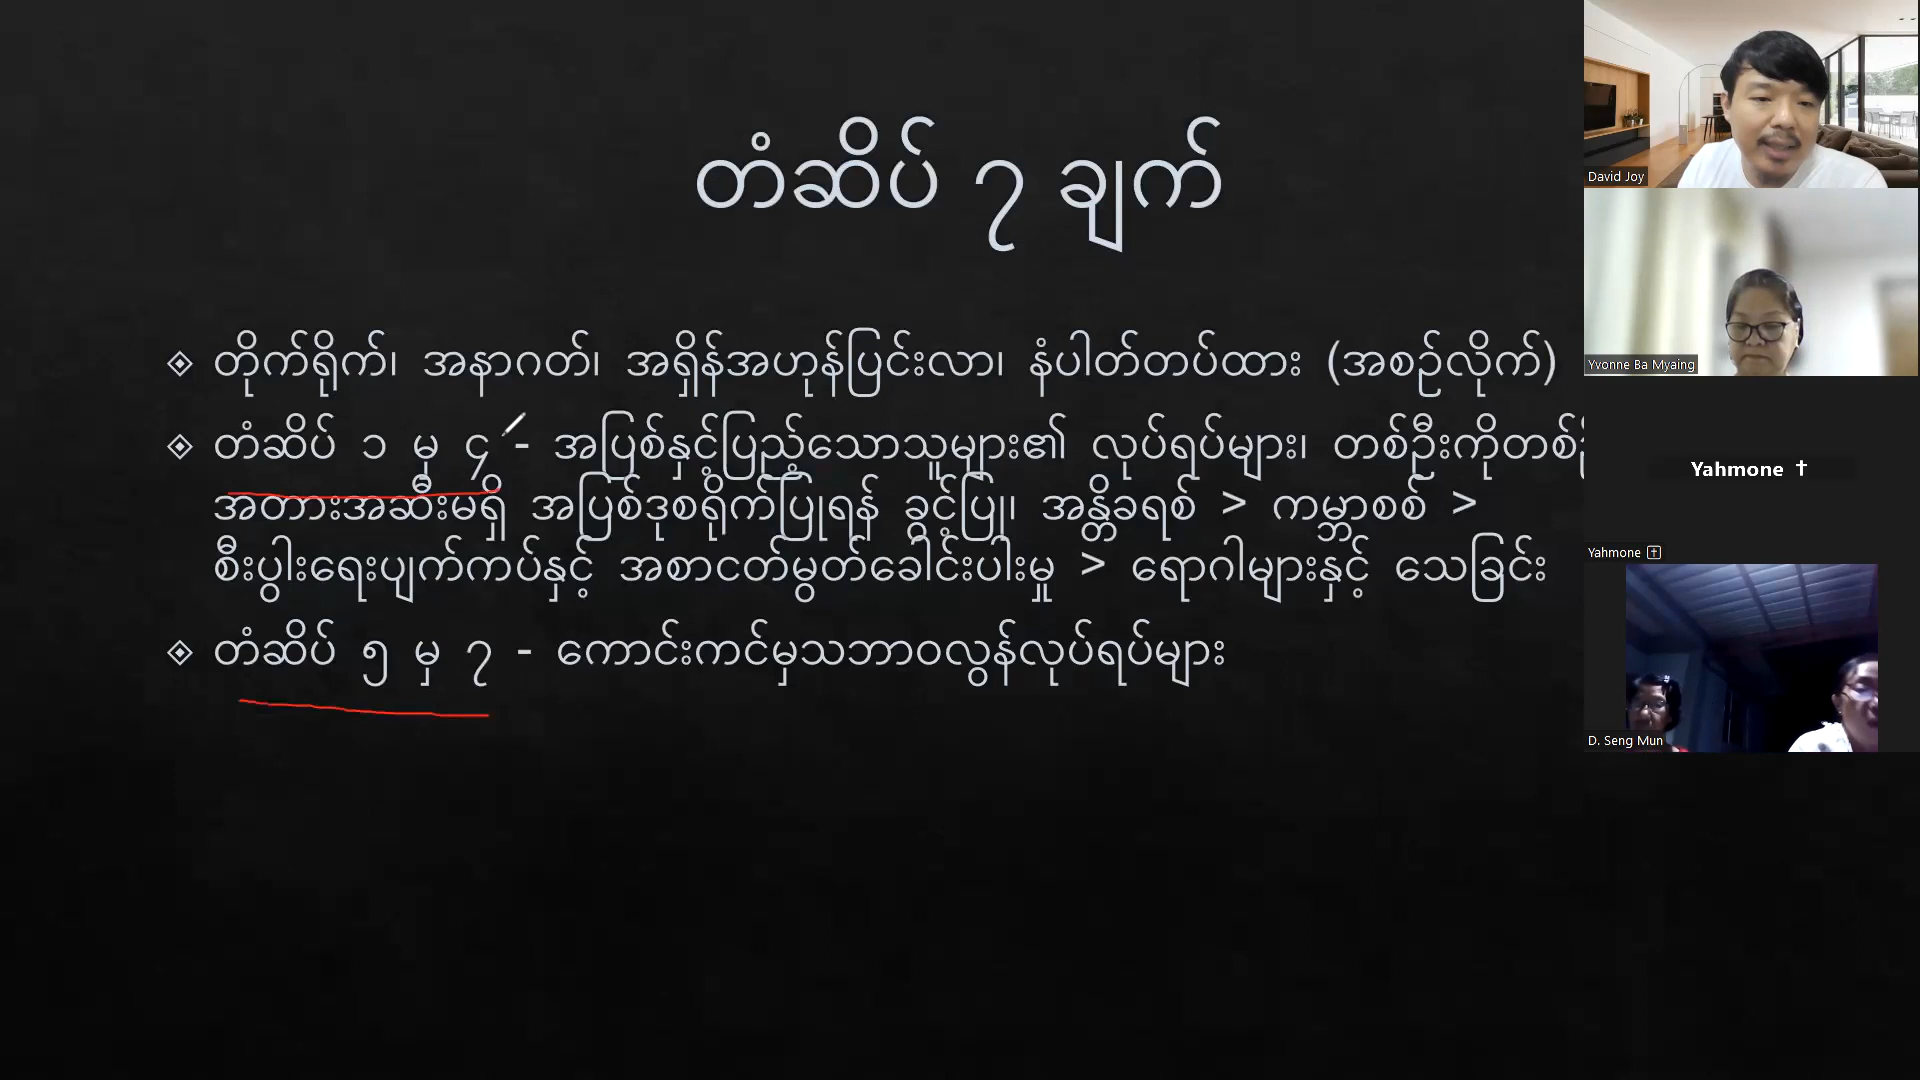 တံဆိပ် ၇ ချက်
တိုက်ရိုက်၊ အနာဂတ်၊ အရှိန်အဟုန်ပြင်းလာ၊ နံပါတ်တပ်ထား (အစဉ်လိုက်)
တံဆိပ် ၁ မှ ၄ - အပြစ်နှင့်ပြည့်သောသူများ၏ လုပ်ရပ်များ၊ တစ်ဦးကိုတစ်
အတားအဆီးမရှိ အပြစ်ဒုစရိုက်ပြုရန် ခွင့်ပြု၊ အန္တိခရစ် > ကမ္ဘာစစ် >
စီးပွါးရေးပျက်ကပ်နှင့် အစာငတ်မွတ်ခေါင်းပါးမှု > ရောဂါများနှင့် သေခြင်း
တံဆိပ် ၅ မှ ၇ - ကောင်းကင်မှသဘာဝလွန်လုပ်ရပ်များ
David Joy
Yvonne Ba Myaing
Yahmone ✝
Yahmone ✝
D. Seng Mun